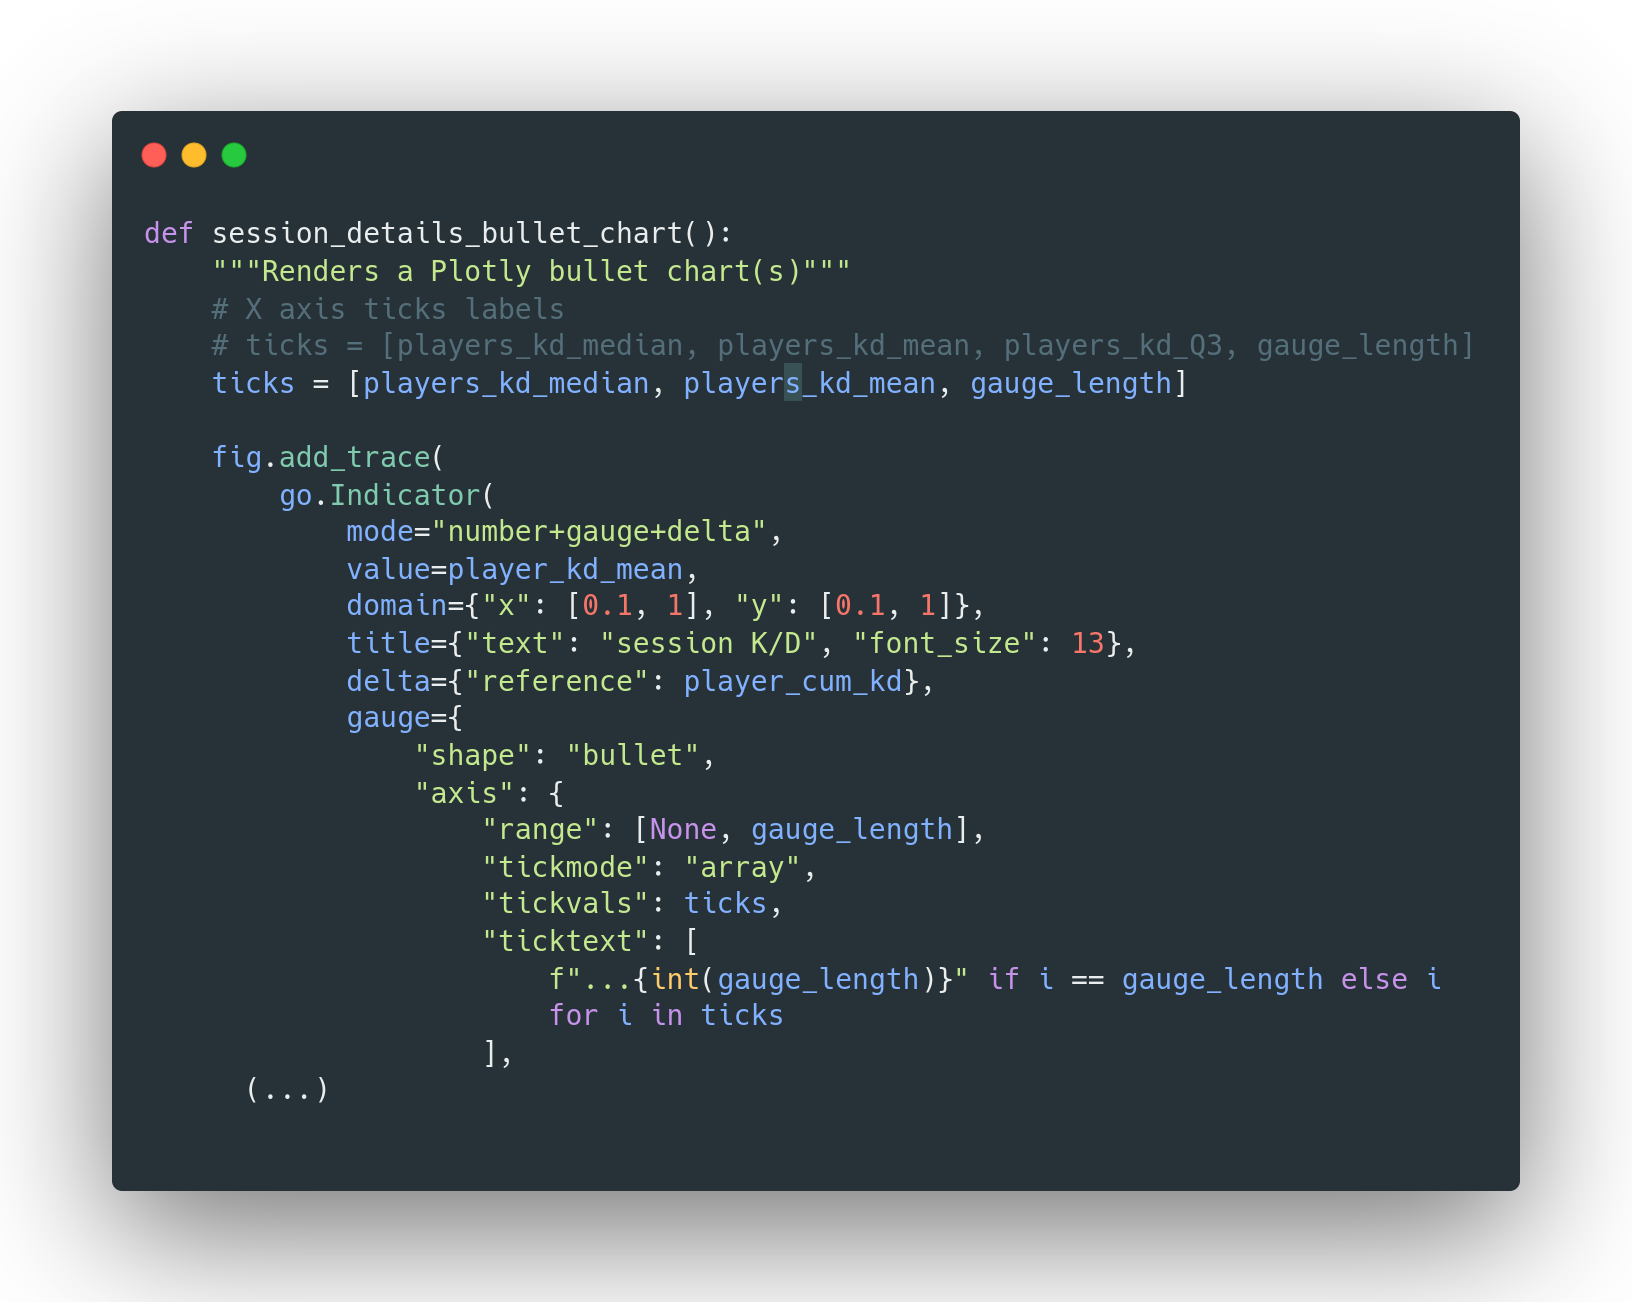 def session_details_bullet_chart():
    """Renders a Plotly bullet chart(s)"""
    # X axis ticks labels
    # ticks = [players_kd_median, players_kd_mean, players_kd_Q3, gauge_length]
    ticks = [players_kd_median, players_kd_mean, gauge_length]

    fig.add_trace(
        go.Indicator(
            mode="number+gauge+delta",
            value=player_kd_mean,
            domain={"x": [0.1, 1], "y": [0.1, 1]},
            title={"text": "session K/D", "font_size": 13},
            delta={"reference": player_cum_kd},
            gauge={
                "shape": "bullet",
                "axis": {
                    "range": [None, gauge_length],
                    "tickmode": "array",
                    "tickvals": ticks,
                    "ticktext": [
                        f"...{int(gauge_length)}" if i == gauge_length else i
                        for i in ticks
                    ],
      (...)